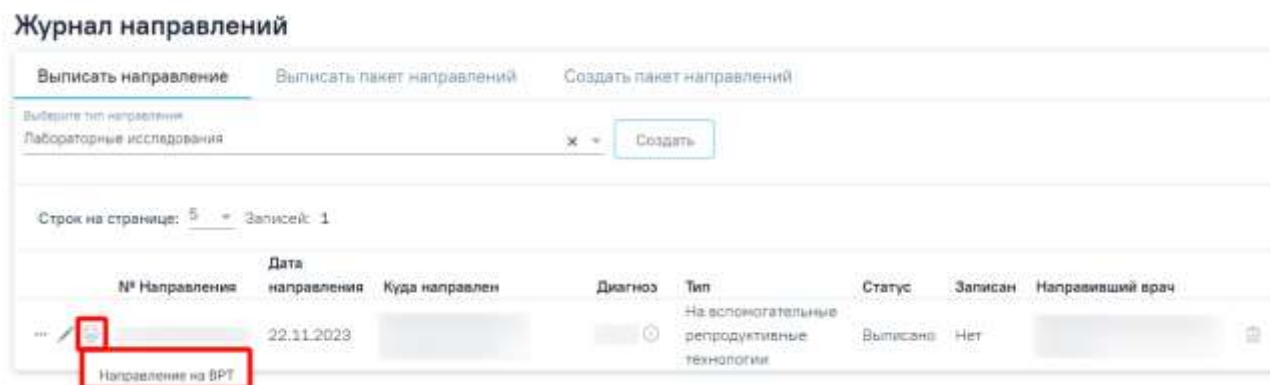 Журнал направлений
Выписать направление Выписать пакет направлений Создать пакет направлений
Выберите тип направления
Лабораторные исследования
Создать
Строк на странице: 5 Записей: 1
№ Направления Дата направления Куда направлен Диагноз Тип Статус Записан Направивший врач
22.11.2023 На вспомогательные репродуктивные технологии Выписано Нет
Направление на ВРТ